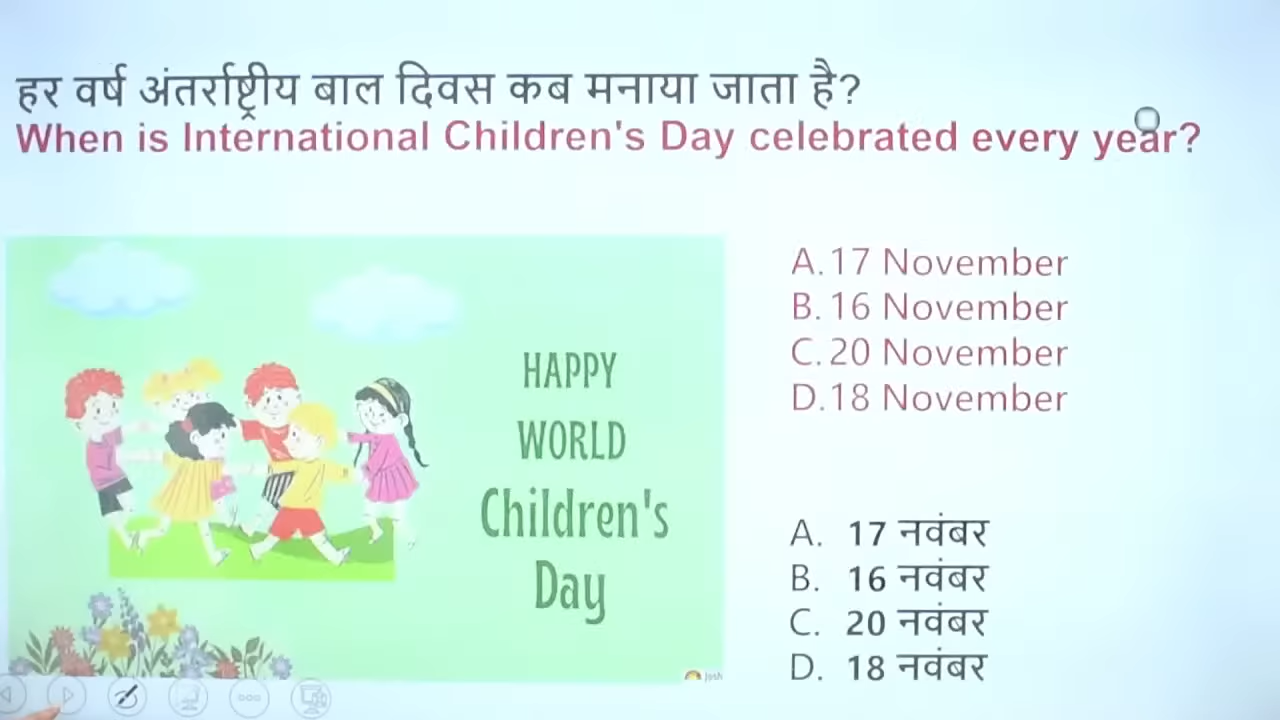 हर वर्ष अंतर्राष्ट्रीय बाल दिवस कब मनाया जाता है?
When is International Children's Day celebrated every year?
A. 17 November
B. 16 November
C. 20 November
D. 18 November
HAPPY
WORLD
Children's
Day
A. 17 नवंबर
B. 16 नवंबर
C. 20 नवंबर
D. 18 नवंबर
Josh